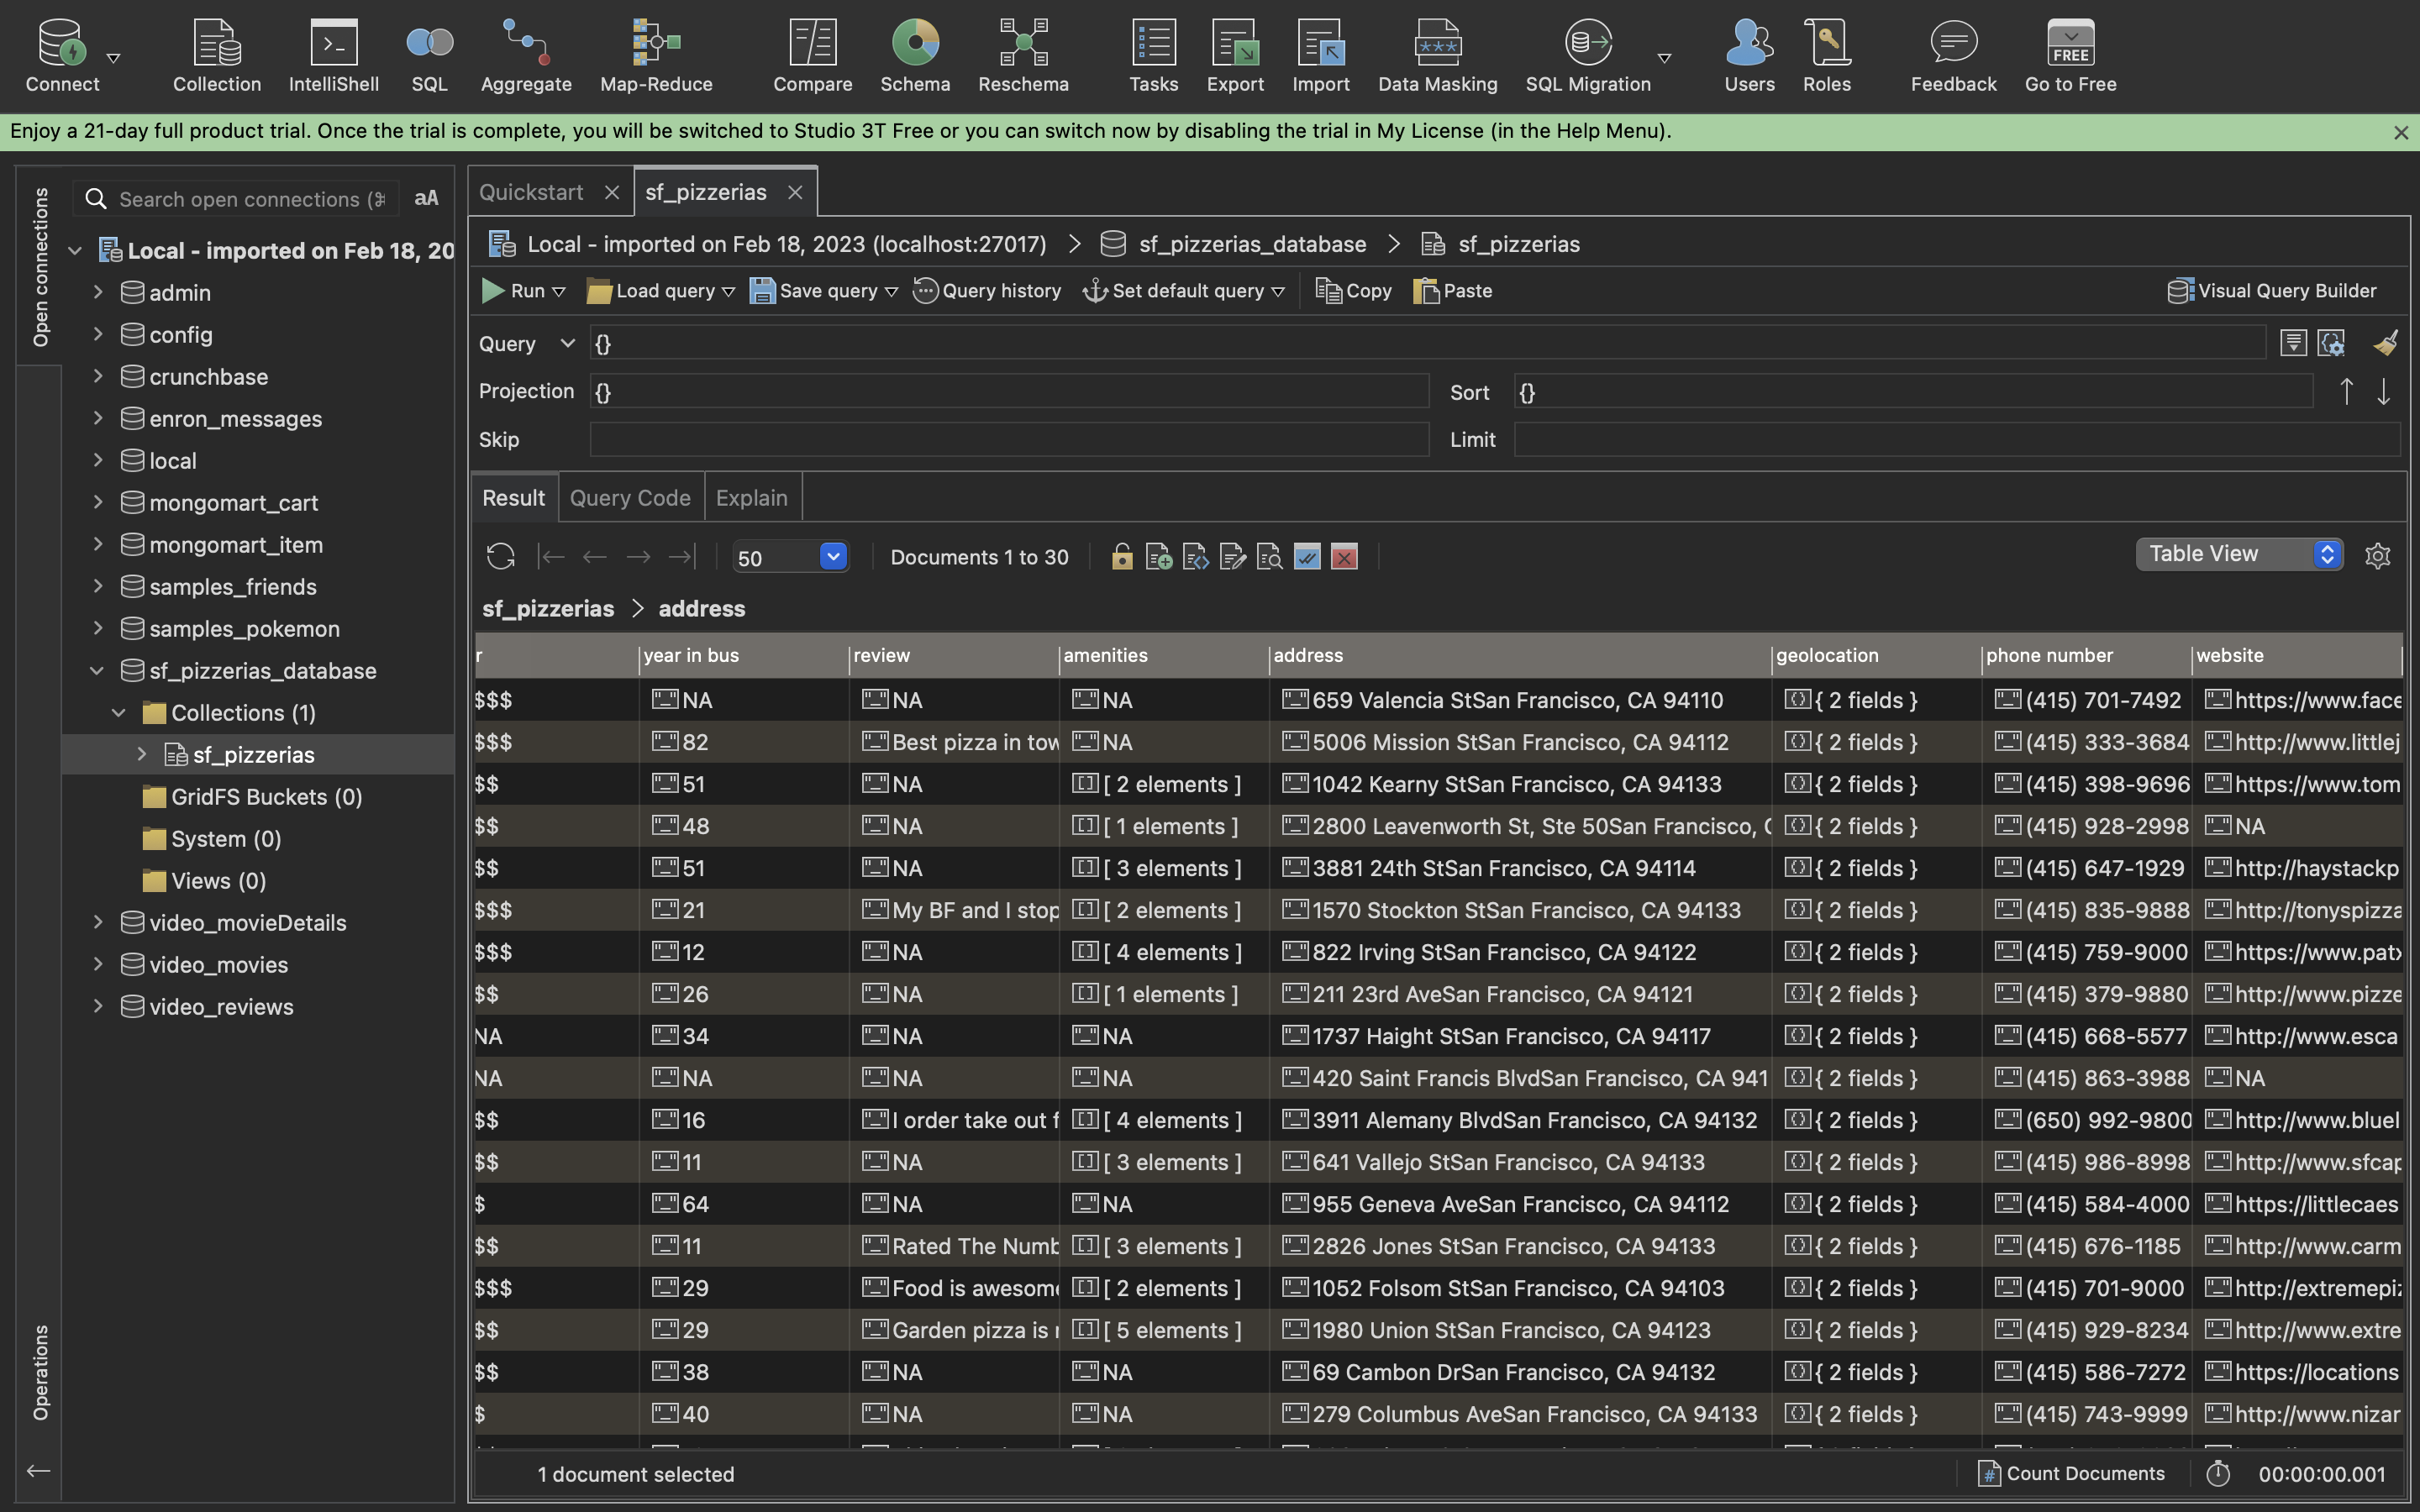 Connect
Collection
IntelliShell
SQL
Aggregate
Map-Reduce
Compare
Schema
Reschema
Tasks
Export
Import
Data Masking
SQL Migration
Users
Roles
Feedback
FREE
Go to Free
Enjoy a 21-day full product trial. Once the trial is complete, you will be switched to Studio 3T Free or you can switch now by disabling the trial in My License (in the Help Menu).
Open connections
Search open connections (⌘
aA
Local - imported on Feb 18, 20
admin
config
crunchbase
enron_messages
local
mongomart_cart
mongomart_item
samples_friends
samples_pokemon
sf_pizzerias_database
Collections (1)
sf_pizzerias
GridFS Buckets (0)
System (0)
Views (0)
video_movieDetails
video_movies
video_reviews
Operations
Quickstart
sf_pizzerias
Local - imported on Feb 18, 2023 (localhost:27017) > sf_pizzerias_database > sf_pizzerias
Run Load query Save query Query history Set default query Copy Paste Visual Query Builder
Query {}
Projection {} Sort {}
Skip Limit
Result Query Code Explain
50 Documents 1 to 30 Table View
sf_pizzerias > address
r year in bus review amenities address geolocation phone number website
$$$ NA NA NA 659 Valencia StSan Francisco, CA 94110 { 2 fields } (415) 701-7492 https://www.face
$$$ 82 Best pizza in tow NA 5006 Mission StSan Francisco, CA 94112 { 2 fields } (415) 333-3684 http://www.littlej
$$ 51 NA [ 2 elements ] 1042 Kearny StSan Francisco, CA 94133 { 2 fields } (415) 398-9696 https://www.tom
$$ 48 NA [ 1 elements ] 2800 Leavenworth St, Ste 50San Francisco, C { 2 fields } (415) 928-2998 NA
$$ 51 NA [ 3 elements ] 3881 24th StSan Francisco, CA 94114 { 2 fields } (415) 647-1929 http://haystackp
$$$ 21 My BF and I stop [ 2 elements ] 1570 Stockton StSan Francisco, CA 94133 { 2 fields } (415) 835-9888 http://tonyspizza
$$$ 12 NA [ 4 elements ] 822 Irving StSan Francisco, CA 94122 { 2 fields } (415) 759-9000 https://www.patx
$$ 26 NA [ 1 elements ] 211 23rd AveSan Francisco, CA 94121 { 2 fields } (415) 379-9880 http://www.pizze
NA 34 NA NA 1737 Haight StSan Francisco, CA 94117 { 2 fields } (415) 668-5577 http://www.esca
NA NA NA NA 420 Saint Francis BlvdSan Francisco, CA 941 { 2 fields } (415) 863-3988 NA
$$ 16 I order take out f [ 4 elements ] 3911 Alemany BlvdSan Francisco, CA 94132 { 2 fields } (650) 992-9800 http://www.bluel
$$ 11 NA [ 3 elements ] 641 Vallejo StSan Francisco, CA 94133 { 2 fields } (415) 986-8998 http://www.sfcap
$ 64 NA NA 955 Geneva AveSan Francisco, CA 94112 { 2 fields } (415) 584-4000 https://littlecaes
$$ 11 Rated The Numb [ 3 elements ] 2826 Jones StSan Francisco, CA 94133 { 2 fields } (415) 676-1185 http://www.carm
$$$ 29 Food is awesome [ 2 elements ] 1052 Folsom StSan Francisco, CA 94103 { 2 fields } (415) 701-9000 http://extremepiz
$$ 29 Garden pizza is r [ 5 elements ] 1980 Union StSan Francisco, CA 94123 { 2 fields } (415) 929-8234 http://www.extre
$$ 38 NA NA 69 Cambon DrSan Francisco, CA 94132 { 2 fields } (415) 586-7272 https://locations
$ 40 NA NA 279 Columbus AveSan Francisco, CA 94133 { 2 fields } (415) 743-9999 http://www.nizar
1 document selected Count Documents 00:00:00.001